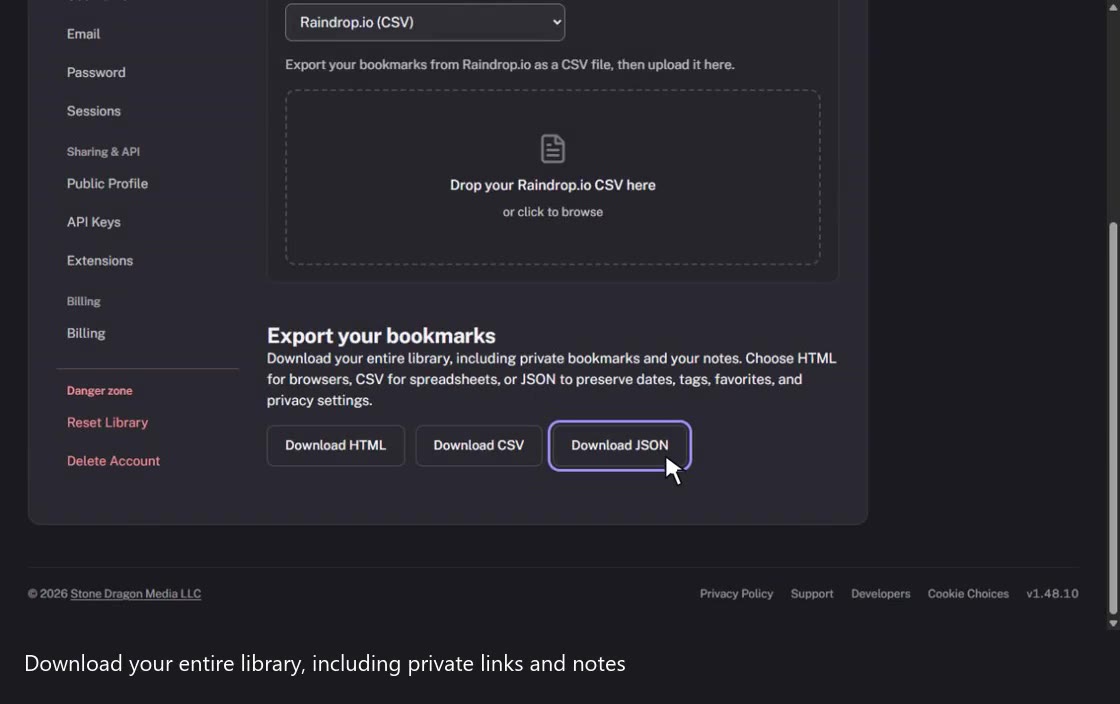 Email
Password
Sessions
Sharing & API
Public Profile
API Keys
Extensions
Billing
Billing
Danger zone
Reset Library
Delete Account
Raindrop.io (CSV)
Export your bookmarks from Raindrop.io as a CSV file, then upload it here.
Drop your Raindrop.io CSV here
or click to browse
Export your bookmarks
Download your entire library, including private bookmarks and your notes. Choose HTML
for browsers, CSV for spreadsheets, or JSON to preserve dates, tags, favorites, and
privacy settings.
Download HTML
Download CSV
Download JSON
© 2026 Stone Dragon Media LLC
Privacy Policy
Support
Developers
Cookie Choices
v1.48.10
Download your entire library, including private links and notes